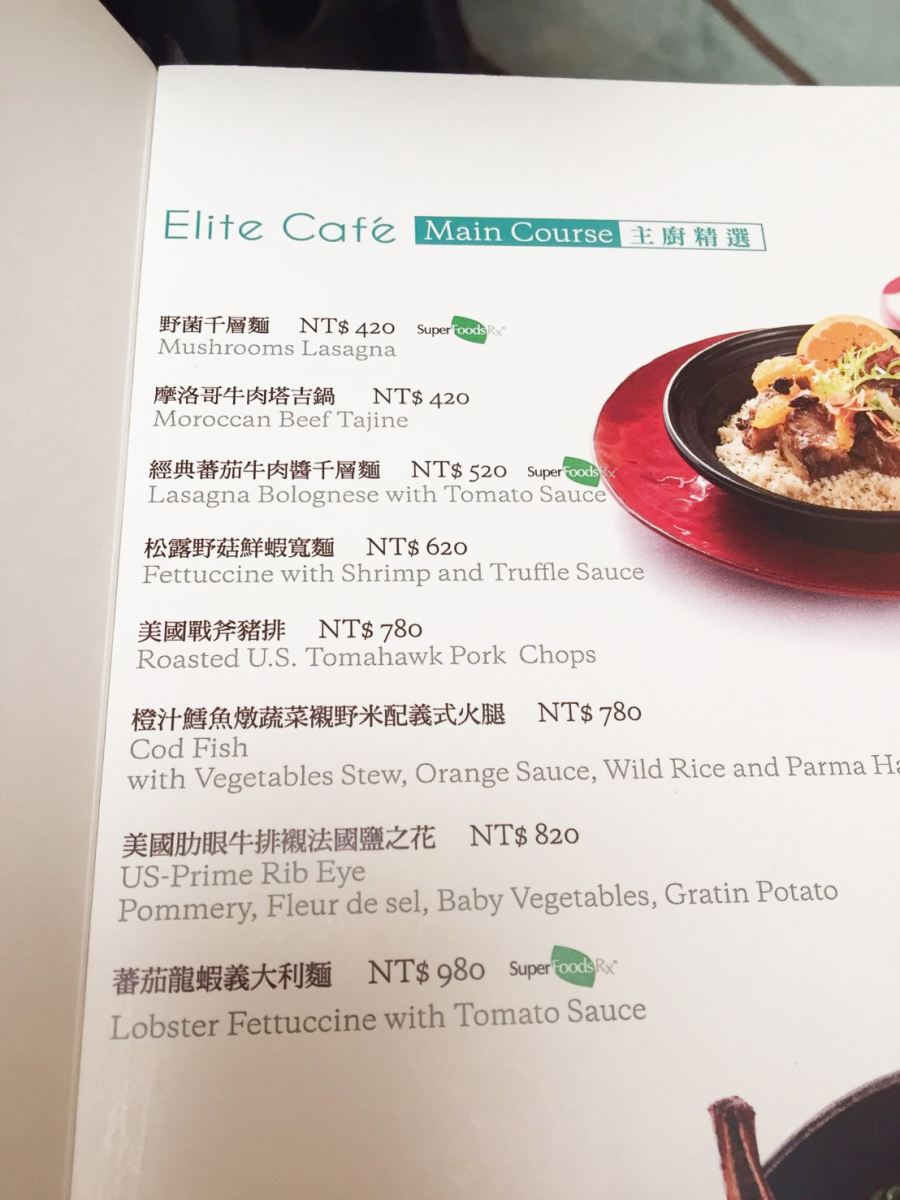 Elite Café Main Course 主廚精選
野菌千層麵 NT$ 420 SuperFoodsRx
Mushrooms Lasagna
摩洛哥牛肉塔吉鍋 NT$ 420
Moroccan Beef Tajine
經典蕃茄牛肉醬千層麵 NT$ 520 SuperFoodsRx
Lasagna Bolognese with Tomato Sauce
松露野菇鮮蝦寬麵 NT$ 620
Fettuccine with Shrimp and Truffle Sauce
美國戰斧豬排 NT$ 780
Roasted U.S. Tomahawk Pork Chops
橙汁鱈魚燉蔬菜襯野米配義式火腿 NT$ 780
Cod Fish
with Vegetables Stew, Orange Sauce, Wild Rice and Parma
美國肋眼牛排襯法國鹽之花 NT$ 820
US-Prime Rib Eye
Pommery, Fleur de sel, Baby Vegetables, Gratin Potato
蕃茄龍蝦義大利麵 NT$ 980 SuperFoodsRx
Lobster Fettuccine with Tomato Sauce